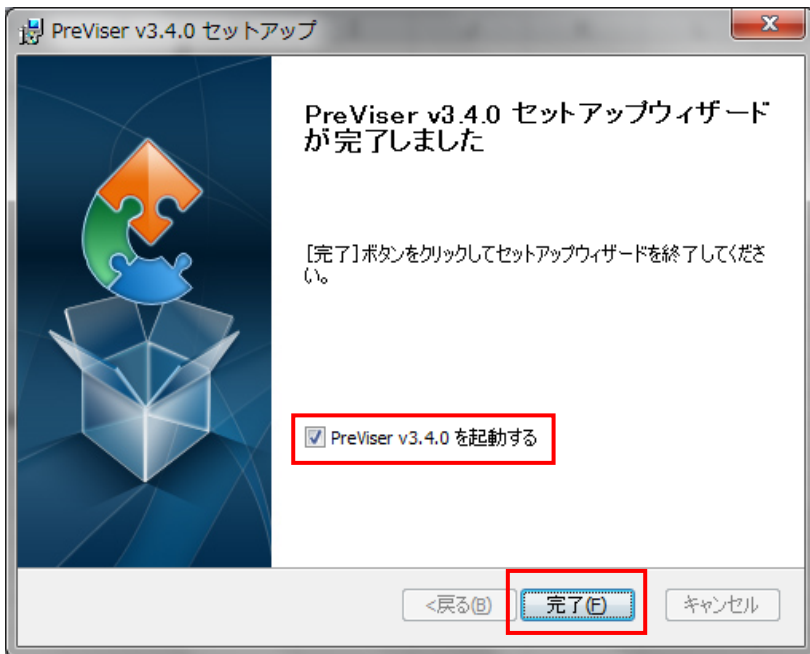 PreViser v3.4.0 セットアップ
PreViser v3.4.0 セットアップウィザード
が完了しました
[完了]ボタンをクリックしてセットアップウィザードを終了してくださ
い。
PreViser v3.4.0 を起動する
<戻る(B)
完了(F)
キャンセル